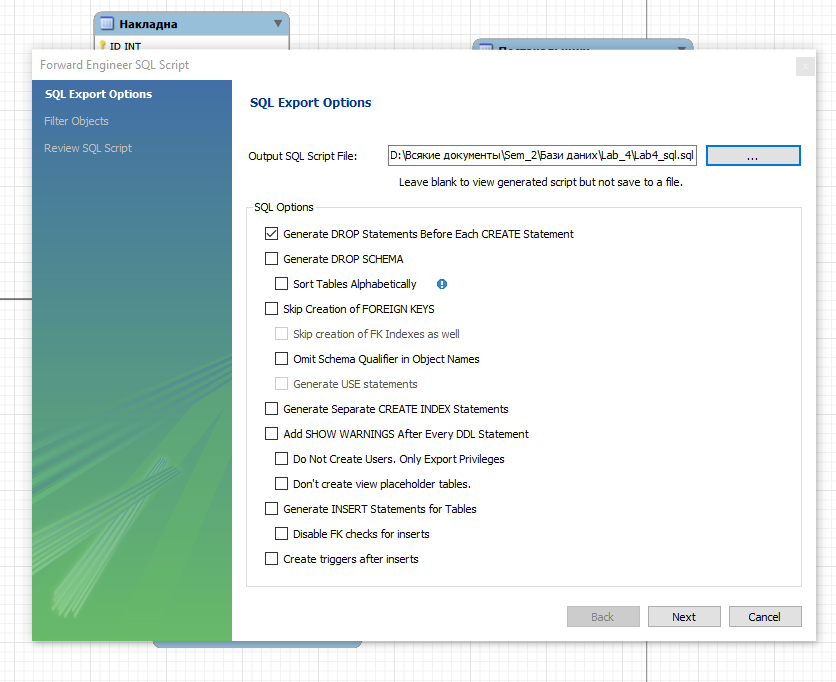 Накладна
ID INT
Forward Engineer SQL Script
x
SQL Export Options
Filter Objects
Review SQL Script
SQL Export Options
Output SQL Script File:
D:\Всякие документы\Sem_2\Бази даних\Lab_4\Lab4_sql.sql
...
Leave blank to view generated script but not save to a file.
SQL Options
Generate DROP Statements Before Each CREATE Statement
Generate DROP SCHEMA
Sort Tables Alphabetically
Skip Creation of FOREIGN KEYS
Skip creation of FK Indexes as well
Omit Schema Qualifier in Object Names
Generate USE statements
Generate Separate CREATE INDEX Statements
Add SHOW WARNINGS After Every DDL Statement
Do Not Create Users. Only Export Privileges
Don't create view placeholder tables.
Generate INSERT Statements for Tables
Disable FK checks for inserts
Create triggers after inserts
Back
Next
Cancel